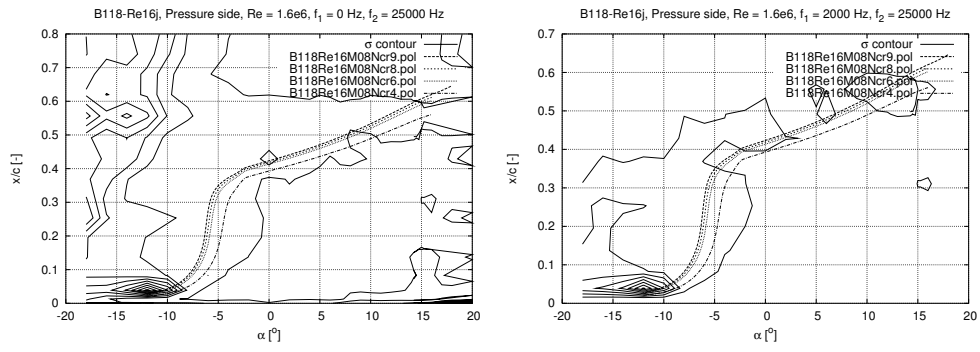 B118-Re16j, Pressure side, Re = 1.6e6, f1 = 0 Hz, f2 = 25000 Hz
0.8
0.7
0.6
0.5
0.4
0.3
0.2
0.1
0
x/c [-]
σ contour
B118Re16M08Ncr9.pol
B118Re16M08Ncr8.pol
B118Re16M08Ncr6.pol
B118Re16M08Ncr4.pol
-20 -15 -10 -5 0 5 10 15 20
α [°]
B118-Re16j, Pressure side, Re = 1.6e6, f1 = 2000 Hz, f2 = 25000 Hz
0.7
0.6
0.5
0.4
0.3
0.2
0.1
0
x/c [-]
σ contour
B118Re16M08Ncr9.pol
B118Re16M08Ncr8.pol
B118Re16M08Ncr6.pol
B118Re16M08Ncr4.pol
-20 -15 -10 -5 0 5 10 15 20
α [°]